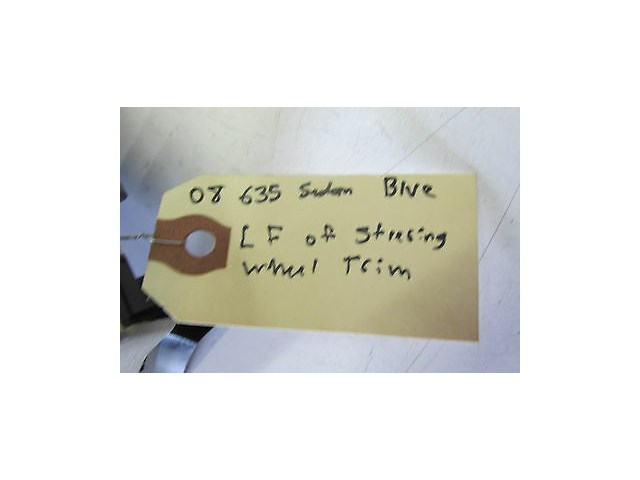 08 635 Sedan Blue
LF of Steering
Wheel Trim